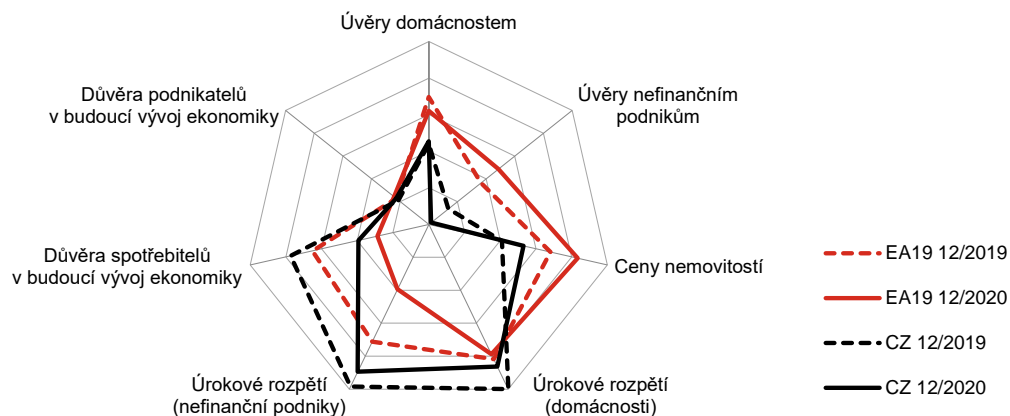 Úvěry domácnostem
Úvěry nefinančním
podnikům
Ceny nemovitostí
Úrokové rozpětí
(domácnosti)
Úrokové rozpětí
(nefinanční podniky)
Důvěra spotřebitelů
v budoucí vývoj ekonomiky
Důvěra podnikatelů
v budoucí vývoj ekonomiky
EA19 12/2019
EA19 12/2020
CZ 12/2019
CZ 12/2020